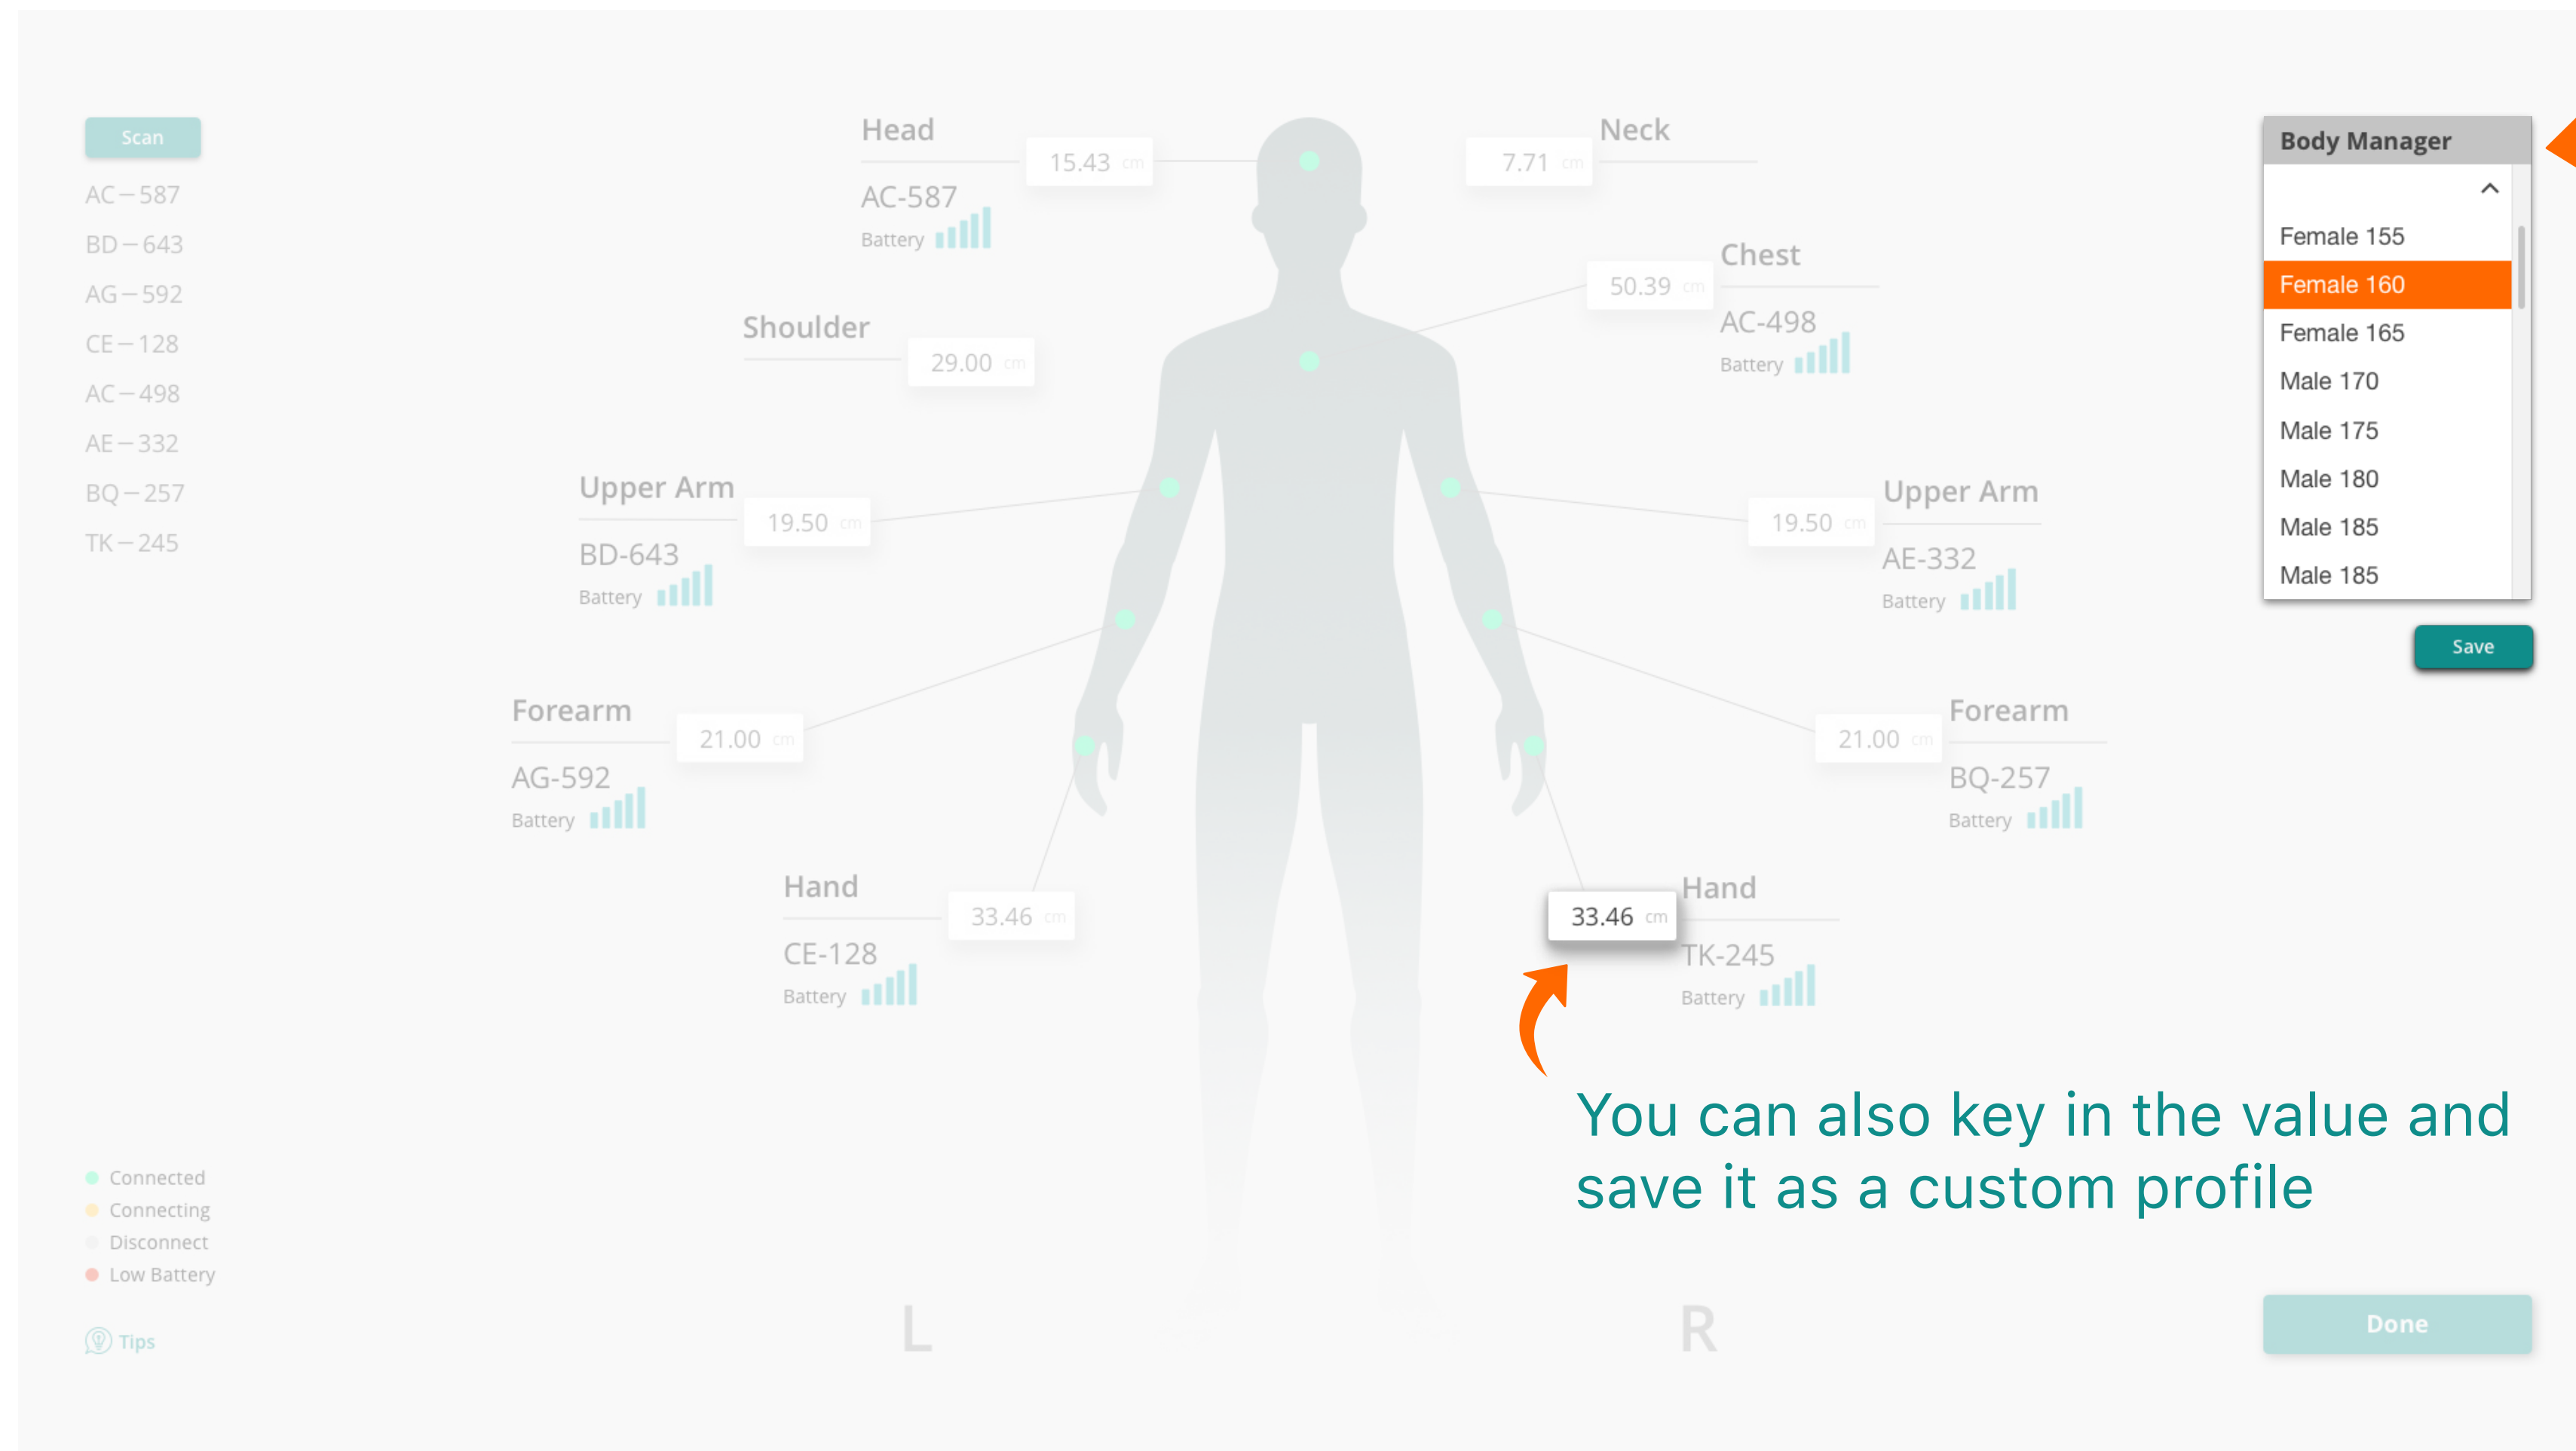 Scan
AC—587
BD—643
AG—592
CE—128
AC—498
AE—332
BQ—257
TK—245
Head
15.43 cm
AC-587
Battery
Neck
7.71 cm
Chest
50.39 cm
AC-498
Battery
Shoulder
29.00 cm
Upper Arm
19.50 cm
BD-643
Battery
Upper Arm
19.50 cm
AE-332
Battery
Forearm
21.00 cm
AG-592
Battery
Forearm
21.00 cm
BQ-257
Battery
Hand
33.46 cm
CE-128
Battery
Hand
33.46 cm
TK-245
Battery
Body Manager
Female 155
Female 160
Female 165
Male 170
Male 175
Male 180
Male 185
Male 185
Save
You can also key in the value and
save it as a custom profile
Connected
Connecting
Disconnect
Low Battery
Tips
L
R
Done